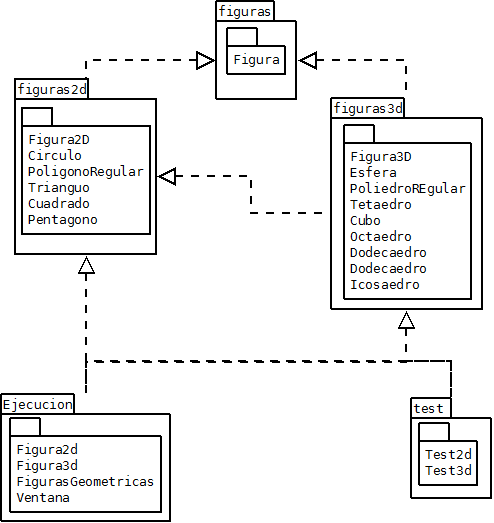 figuras
Figura
figuras2d
Figura2D
Circulo
PoligonoRegular
Trianguo
Cuadrado
Pentagono
figuras3d
Figura3D
Esfera
PoliedroREgular
Tetaedro
Cubo
Octaedro
Dodecaedro
Dodecaedro
Icosaedro
Ejecucion
Figura2d
Figura3d
FigurasGeometricas
Ventana
test
Test2d
Test3d